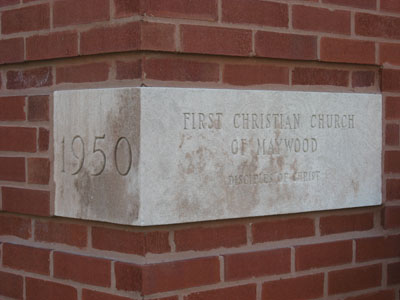 1950
FIRST CHRISTIAN CHURCH
OF MAYWOOD
DISCIPLES OF CHRIST